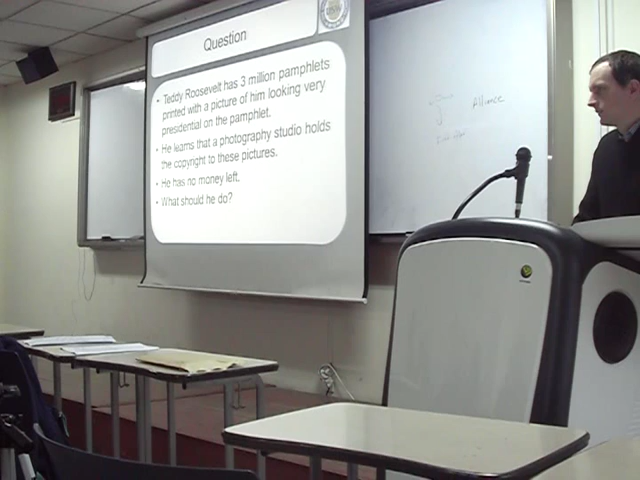 Question
• Teddy Roosevelt has 3 million pamphlets
printed with a picture of him looking very
presidential on the pamphlet.
• He learns that a photography studio holds
the copyright to these pictures.
• He has no money left.
• What should he do?
Alliance